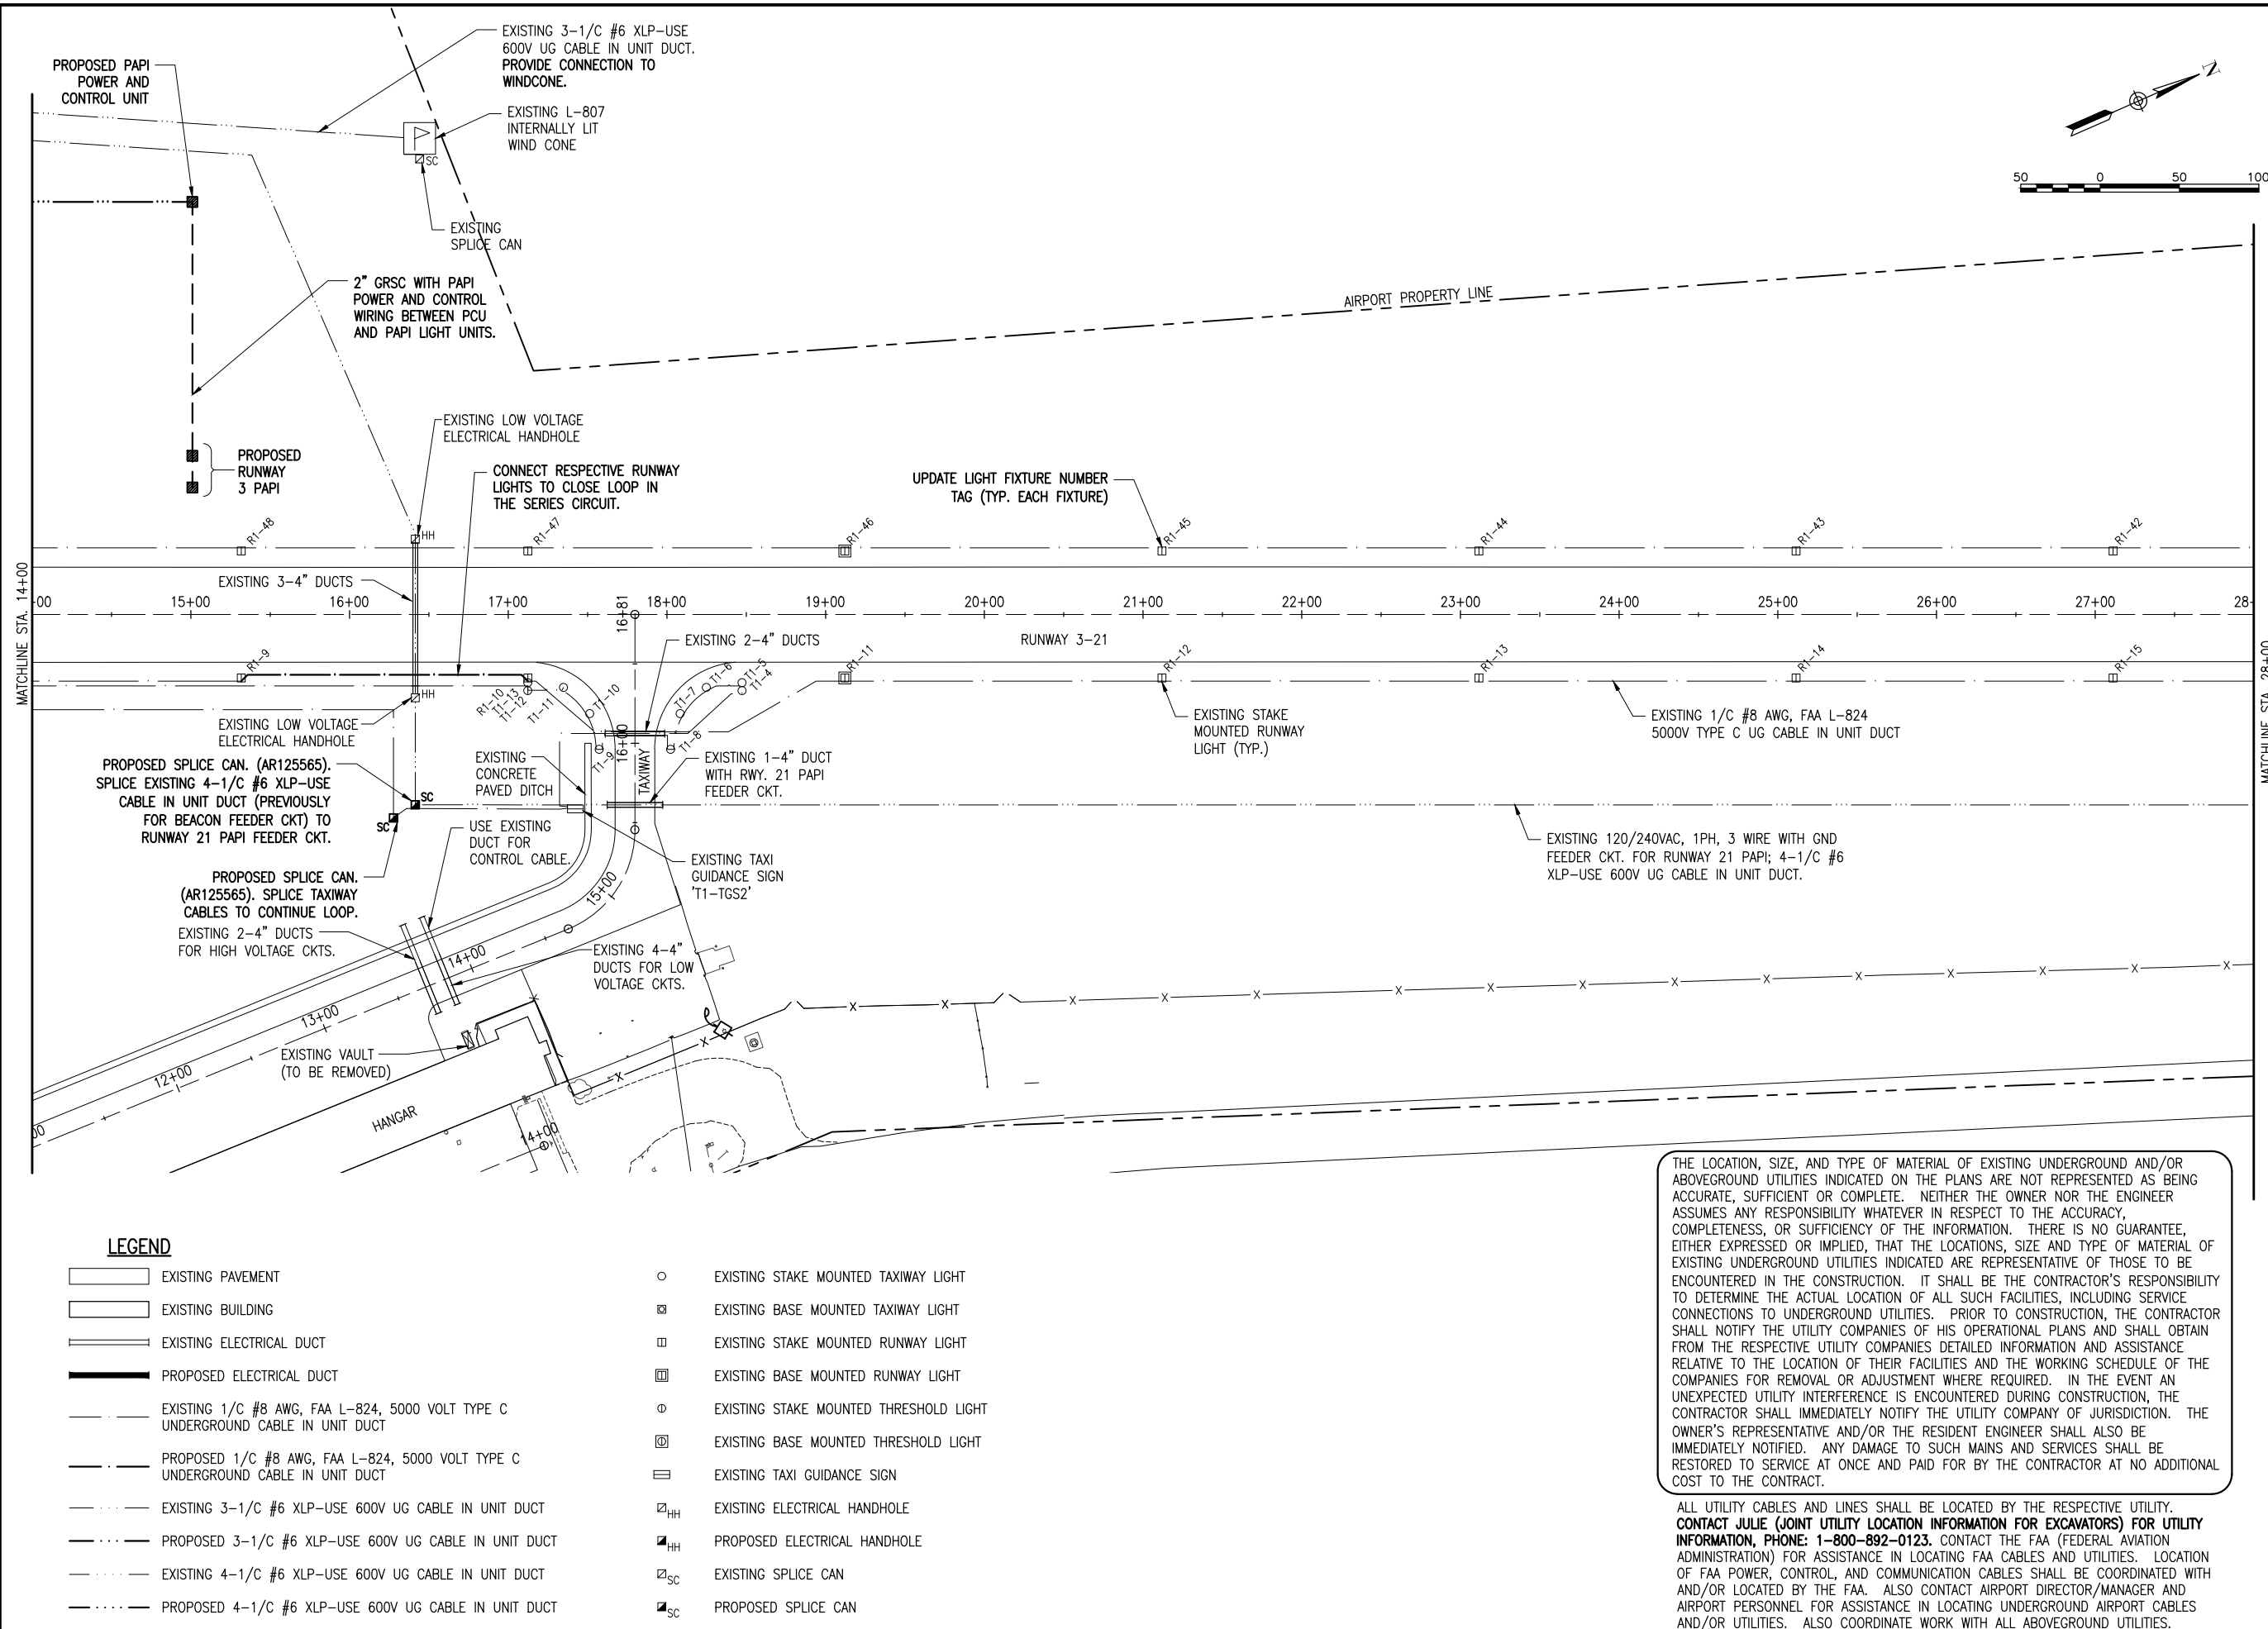 EXISTING 3-1/C #6 XLP-USE
600V UG CABLE IN UNIT DUCT.
PROVIDE CONNECTION TO
WINDCONE.
PROPOSED PAPI
POWER AND
CONTROL UNIT
EXISTING L-807
INTERNALLY LIT
WIND CONE
SC
EXISTING
SPLICE CAN
N
50 0 50 100
2" GRSC WITH PAPI
POWER AND CONTROL
WIRING BETWEEN PCU
AND PAPI LIGHT UNITS.
AIRPORT PROPERTY LINE
EXISTING LOW VOLTAGE
ELECTRICAL HANDHOLE
PROPOSED
RUNWAY
3 PAPI
CONNECT RESPECTIVE RUNWAY
LIGHTS TO CLOSE LOOP IN
THE SERIES CIRCUIT.
UPDATE LIGHT FIXTURE NUMBER
TAG (TYP. EACH FIXTURE)
R1-48
HH
R1-47
R1-46
R1-45
R1-44
R1-43
R1-42
MATCHLINE STA. 14+00
EXISTING 3-4" DUCTS
00 15+00 16+00 17+00 18+00 19+00 20+00 21+00 22+00 23+00 24+00 25+00 26+00 27+00 28+
16+81
EXISTING 2-4" DUCTS
RUNWAY 3-21
R1-9
HH
R1-10
T1-13
T1-12
T1-11
T1-10
T1-9
T1-8
T1-7
T1-6
T1-5
T1-4
R1-11
R1-12
R1-13
R1-14
R1-15
MATCHLINE STA. 28+00
EXISTING LOW VOLTAGE
ELECTRICAL HANDHOLE
16+00
TAXIWAY
EXISTING STAKE
MOUNTED RUNWAY
LIGHT (TYP.)
EXISTING 1/C #8 AWG, FAA L-824
5000V TYPE C UG CABLE IN UNIT DUCT
EXISTING
CONCRETE
PAVED DITCH
EXISTING 1-4" DUCT
WITH RWY. 21 PAPI
FEEDER CKT.
PROPOSED SPLICE CAN. (AR125565).
SPLICE EXISTING 4-1/C #6 XLP-USE
CABLE IN UNIT DUCT (PREVIOUSLY
FOR BEACON FEEDER CKT) TO
RUNWAY 21 PAPI FEEDER CKT.
SC
SC
USE EXISTING
DUCT FOR
CONTROL CABLE.
EXISTING 120/240VAC, 1PH, 3 WIRE WITH GND
FEEDER CKT. FOR RUNWAY 21 PAPI; 4-1/C #6
XLP-USE 600V UG CABLE IN UNIT DUCT.
EXISTING TAXI
GUIDANCE SIGN
'T1-TGS2'
PROPOSED SPLICE CAN.
(AR125565). SPLICE TAXIWAY
CABLES TO CONTINUE LOOP.
15+00
EXISTING 2-4" DUCTS
FOR HIGH VOLTAGE CKTS.
14+00
EXISTING 4-4"
DUCTS FOR LOW
VOLTAGE CKTS.
13+00
EXISTING VAULT
(TO BE REMOVED)
12+00
HANGAR
00
14+00
LEGEND
EXISTING PAVEMENT
EXISTING BUILDING
EXISTING ELECTRICAL DUCT
PROPOSED ELECTRICAL DUCT
EXISTING 1/C #8 AWG, FAA L-824, 5000 VOLT TYPE C
UNDERGROUND CABLE IN UNIT DUCT
PROPOSED 1/C #8 AWG, FAA L-824, 5000 VOLT TYPE C
UNDERGROUND CABLE IN UNIT DUCT
EXISTING 3-1/C #6 XLP-USE 600V UG CABLE IN UNIT DUCT
PROPOSED 3-1/C #6 XLP-USE 600V UG CABLE IN UNIT DUCT
EXISTING 4-1/C #6 XLP-USE 600V UG CABLE IN UNIT DUCT
PROPOSED 4-1/C #6 XLP-USE 600V UG CABLE IN UNIT DUCT
EXISTING STAKE MOUNTED TAXIWAY LIGHT
EXISTING BASE MOUNTED TAXIWAY LIGHT
EXISTING STAKE MOUNTED RUNWAY LIGHT
EXISTING BASE MOUNTED RUNWAY LIGHT
EXISTING STAKE MOUNTED THRESHOLD LIGHT
EXISTING BASE MOUNTED THRESHOLD LIGHT
EXISTING TAXI GUIDANCE SIGN
HH EXISTING ELECTRICAL HANDHOLE
HH PROPOSED ELECTRICAL HANDHOLE
SC EXISTING SPLICE CAN
SC PROPOSED SPLICE CAN
THE LOCATION, SIZE, AND TYPE OF MATERIAL OF EXISTING UNDERGROUND AND/OR
ABOVEGROUND UTILITIES INDICATED ON THE PLANS ARE NOT REPRESENTED AS BEING
ACCURATE, SUFFICIENT OR COMPLETE. NEITHER THE OWNER NOR THE ENGINEER
ASSUMES ANY RESPONSIBILITY WHATEVER IN RESPECT TO THE ACCURACY,
COMPLETENESS, OR SUFFICIENCY OF THE INFORMATION. THERE IS NO GUARANTEE,
EITHER EXPRESSED OR IMPLIED, THAT THE LOCATIONS, SIZE AND TYPE OF MATERIAL OF
EXISTING UNDERGROUND UTILITIES INDICATED ARE REPRESENTATIVE OF THOSE TO BE
ENCOUNTERED IN THE CONSTRUCTION. IT SHALL BE THE CONTRACTOR'S RESPONSIBILITY
TO DETERMINE THE ACTUAL LOCATION OF ALL SUCH FACILITIES, INCLUDING SERVICE
CONNECTIONS TO UNDERGROUND UTILITIES. PRIOR TO CONSTRUCTION, THE CONTRACTOR
SHALL NOTIFY THE UTILITY COMPANIES OF HIS OPERATIONAL PLANS AND SHALL OBTAIN
FROM THE RESPECTIVE UTILITY COMPANIES DETAILED INFORMATION AND ASSISTANCE
RELATIVE TO THE LOCATION OF THEIR FACILITIES AND THE WORKING SCHEDULE OF THE
COMPANIES FOR REMOVAL OR ADJUSTMENT WHERE REQUIRED. IN THE EVENT AN
UNEXPECTED UTILITY INTERFERENCE IS ENCOUNTERED DURING CONSTRUCTION, THE
CONTRACTOR SHALL IMMEDIATELY NOTIFY THE UTILITY COMPANY OF JURISDICTION. THE
OWNER'S REPRESENTATIVE AND/OR THE RESIDENT ENGINEER SHALL ALSO BE
IMMEDIATELY NOTIFIED. ANY DAMAGE TO SUCH MAINS AND SERVICES SHALL BE
RESTORED TO SERVICE AT ONCE AND PAID FOR BY THE CONTRACTOR AT NO ADDITIONAL
COST TO THE CONTRACT.
ALL UTILITY CABLES AND LINES SHALL BE LOCATED BY THE RESPECTIVE UTILITY.
CONTACT JULIE (JOINT UTILITY LOCATION INFORMATION FOR EXCAVATORS) FOR UTILITY
INFORMATION, PHONE: 1-800-892-0123. CONTACT THE FAA (FEDERAL AVIATION
ADMINISTRATION) FOR ASSISTANCE IN LOCATING FAA CABLES AND UTILITIES. LOCATION
OF FAA POWER, CONTROL, AND COMMUNICATION CABLES SHALL BE COORDINATED WITH
AND/OR LOCATED BY THE FAA. ALSO CONTACT AIRPORT DIRECTOR/MANAGER AND
AIRPORT PERSONNEL FOR ASSISTANCE IN LOCATING UNDERGROUND AIRPORT CABLES
AND/OR UTILITIES. ALSO COORDINATE WORK WITH ALL ABOVEGROUND UTILITIES.